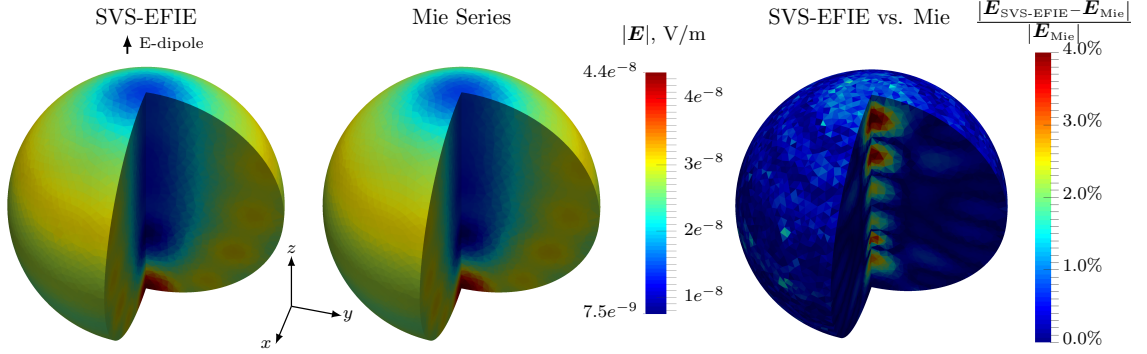 SVS-EFIE
E-dipole
Mie Series
|E|, V/m
4.4e⁻⁸
4e⁻⁸
3e⁻⁸
2e⁻⁸
1e⁻⁸
7.5e⁻⁹
z
y
x
SVS-EFIE vs. Mie
|E_SVS-EFIE − E_Mie|
|E_Mie|
4.0%
3.0%
2.0%
1.0%
0.0%